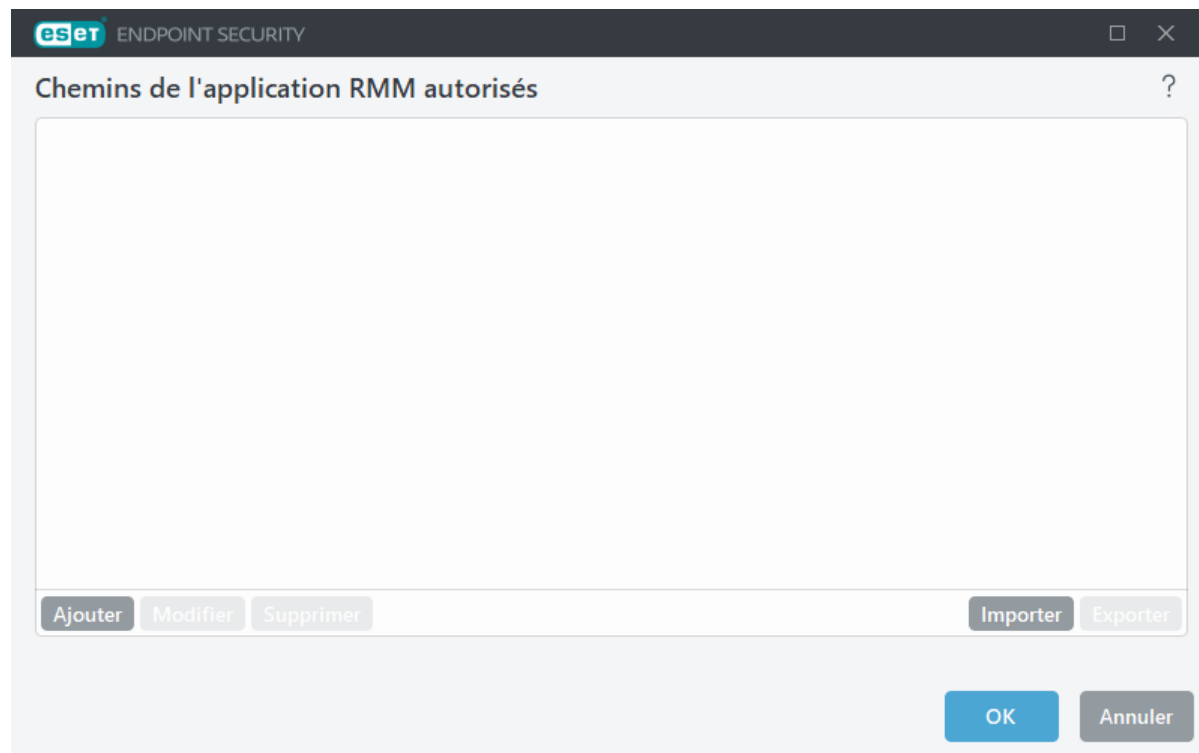 eset ENDPOINT SECURITY
Chemins de l'application RMM autorisés ?
Ajouter Modifier Supprimer Importer Exporter
OK Annuler